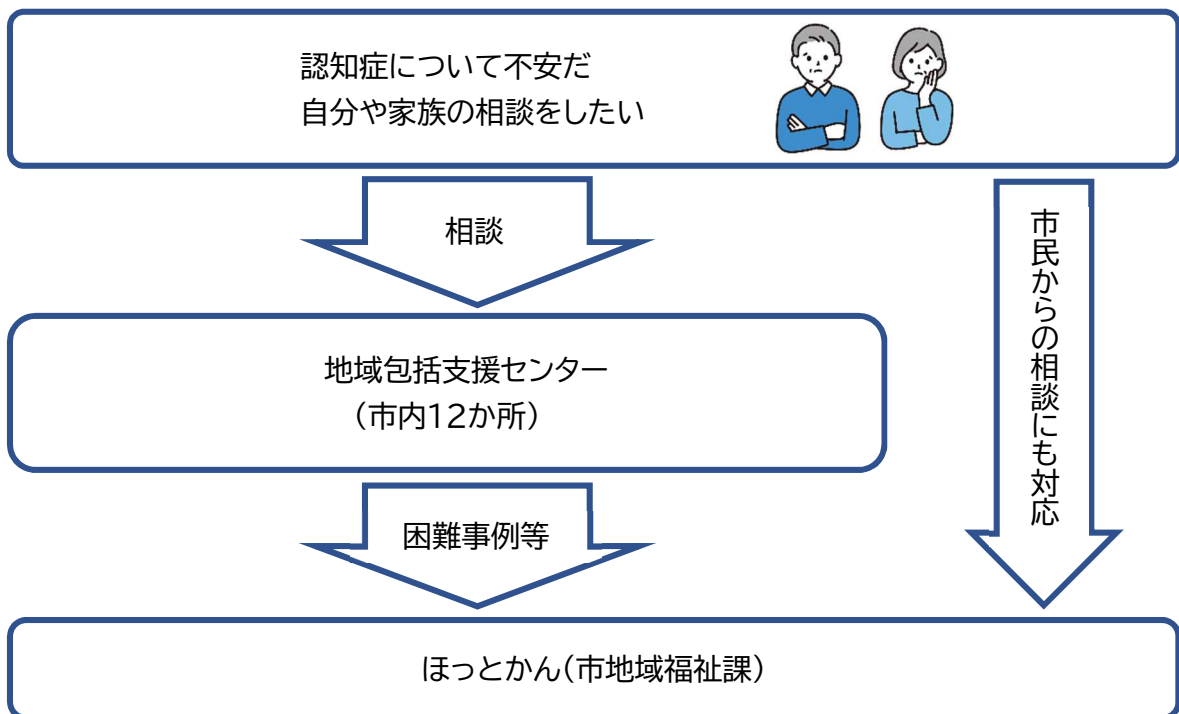 認知症について不安だ
自分や家族の相談をしたい
相談
市民からの相談にも対応
地域包括支援センター
（市内12か所）
困難事例等
ほっとかん（市地域福祉課）